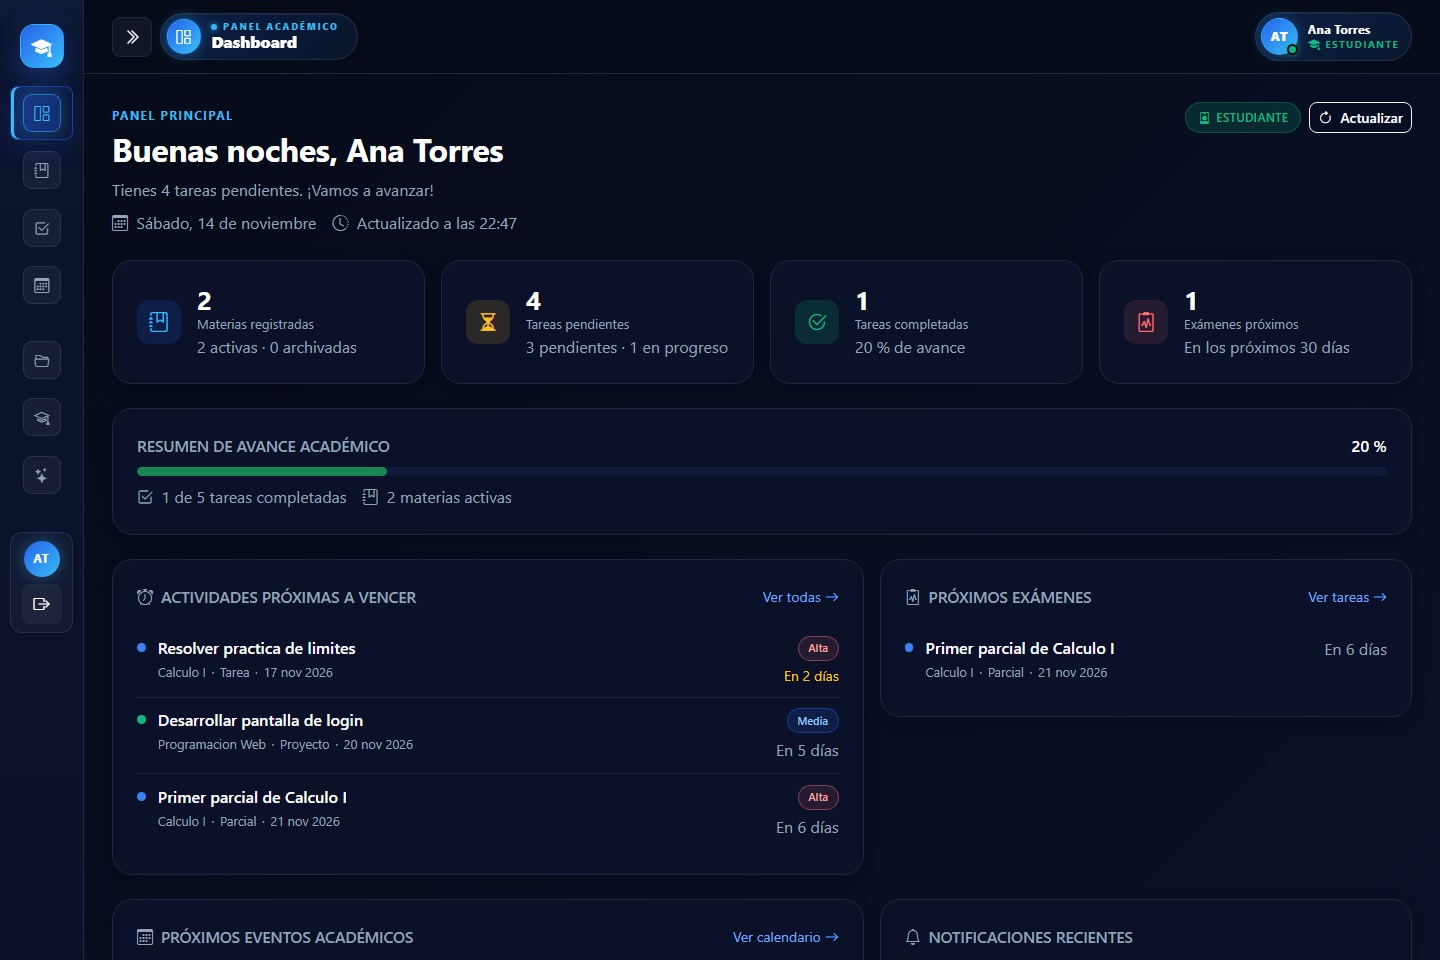 PANEL ACADÉMICO
Dashboard
AT
Ana Torres
ESTUDIANTE
PANEL PRINCIPAL
Buenas noches, Ana Torres
Tienes 4 tareas pendientes. ¡Vamos a avanzar!
Sábado, 14 de noviembre
Actualizado a las 22:47
ESTUDIANTE
Actualizar
2
Materias registradas
2 activas · 0 archivadas
4
Tareas pendientes
3 pendientes · 1 en progreso
1
Tareas completadas
20 % de avance
1
Exámenes próximos
En los próximos 30 días
RESUMEN DE AVANCE ACADÉMICO
20 %
1 de 5 tareas completadas
2 materias activas
AT
ACTIVIDADES PRÓXIMAS A VENCER
Ver todas →
Resolver practica de limites
Alta
Calculo I · Tarea · 17 nov 2026
En 2 días
Desarrollar pantalla de login
Media
Programacion Web · Proyecto · 20 nov 2026
En 5 días
Primer parcial de Calculo I
Alta
Calculo I · Parcial · 21 nov 2026
En 6 días
PRÓXIMOS EXÁMENES
Ver tareas →
Primer parcial de Calculo I
En 6 días
Calculo I · Parcial · 21 nov 2026
PRÓXIMOS EVENTOS ACADÉMICOS
Ver calendario →
NOTIFICACIONES RECIENTES